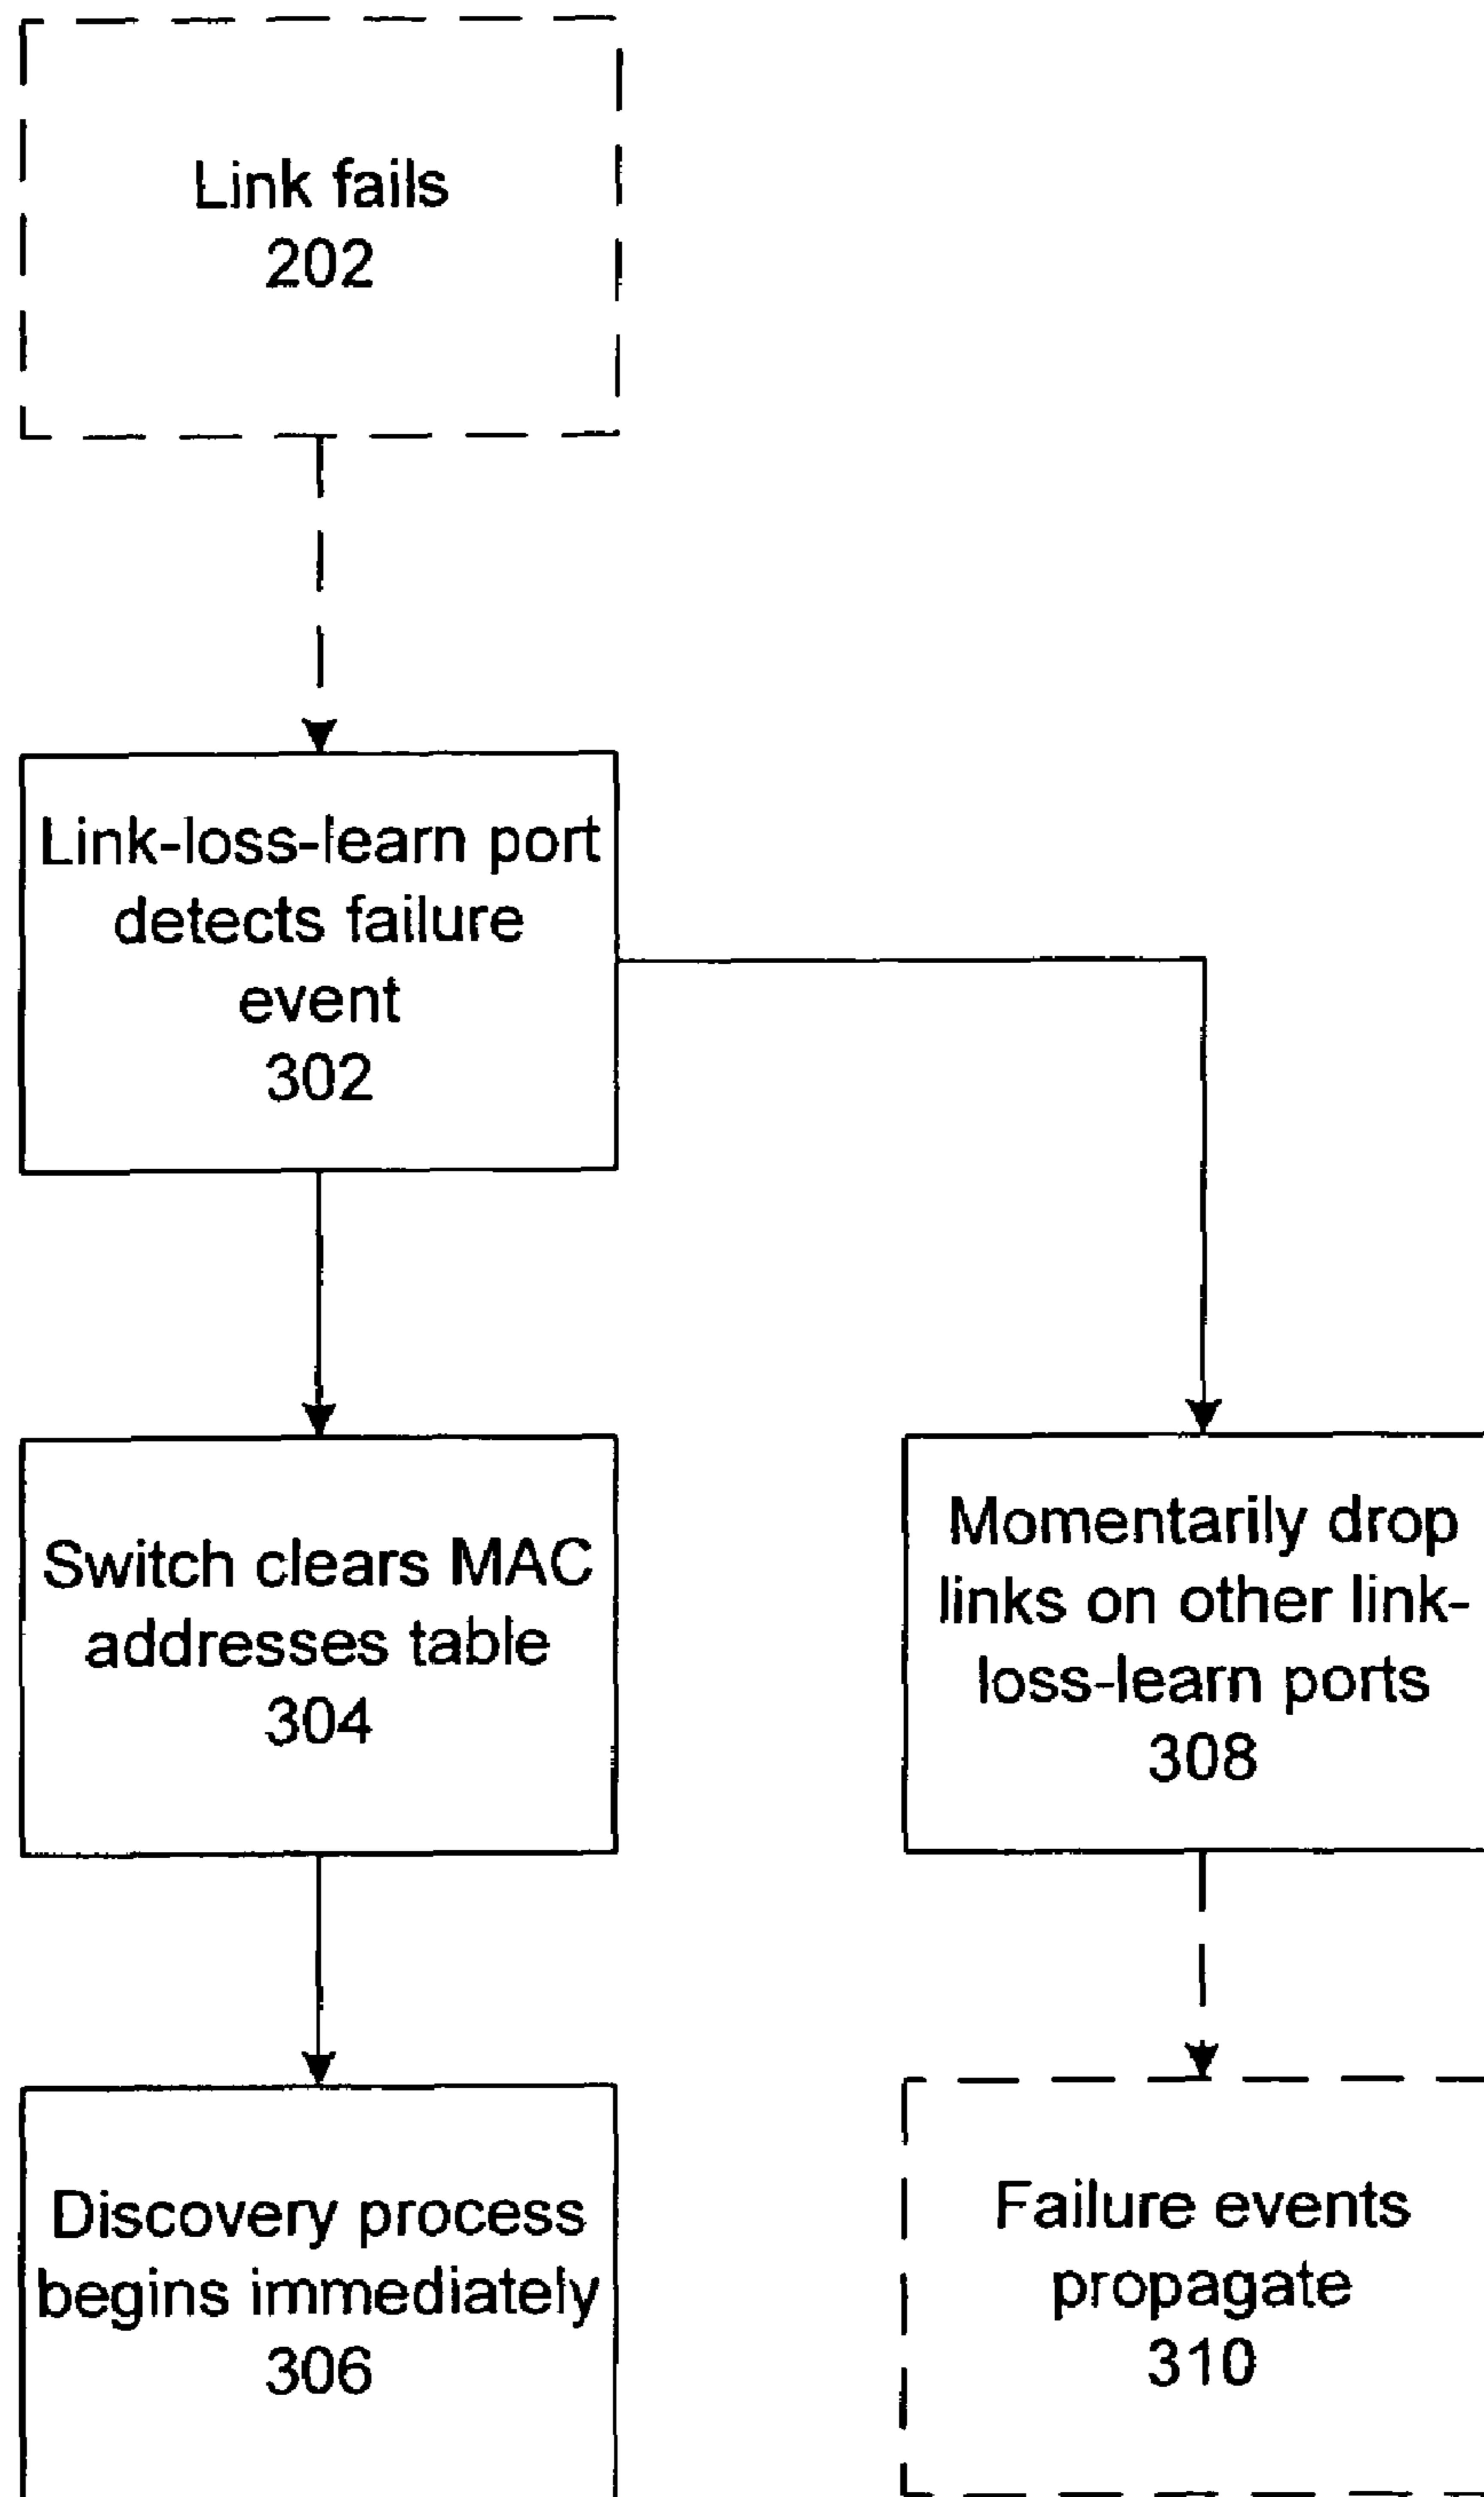 Link fails
202
Link-loss-learn port
detects failure
event
302
Switch clears MAC
addresses table
304
Momentarily drop
links on other link-
loss-learn ports
308
Discovery process
begins immediately
306
Failure events
propagate
310